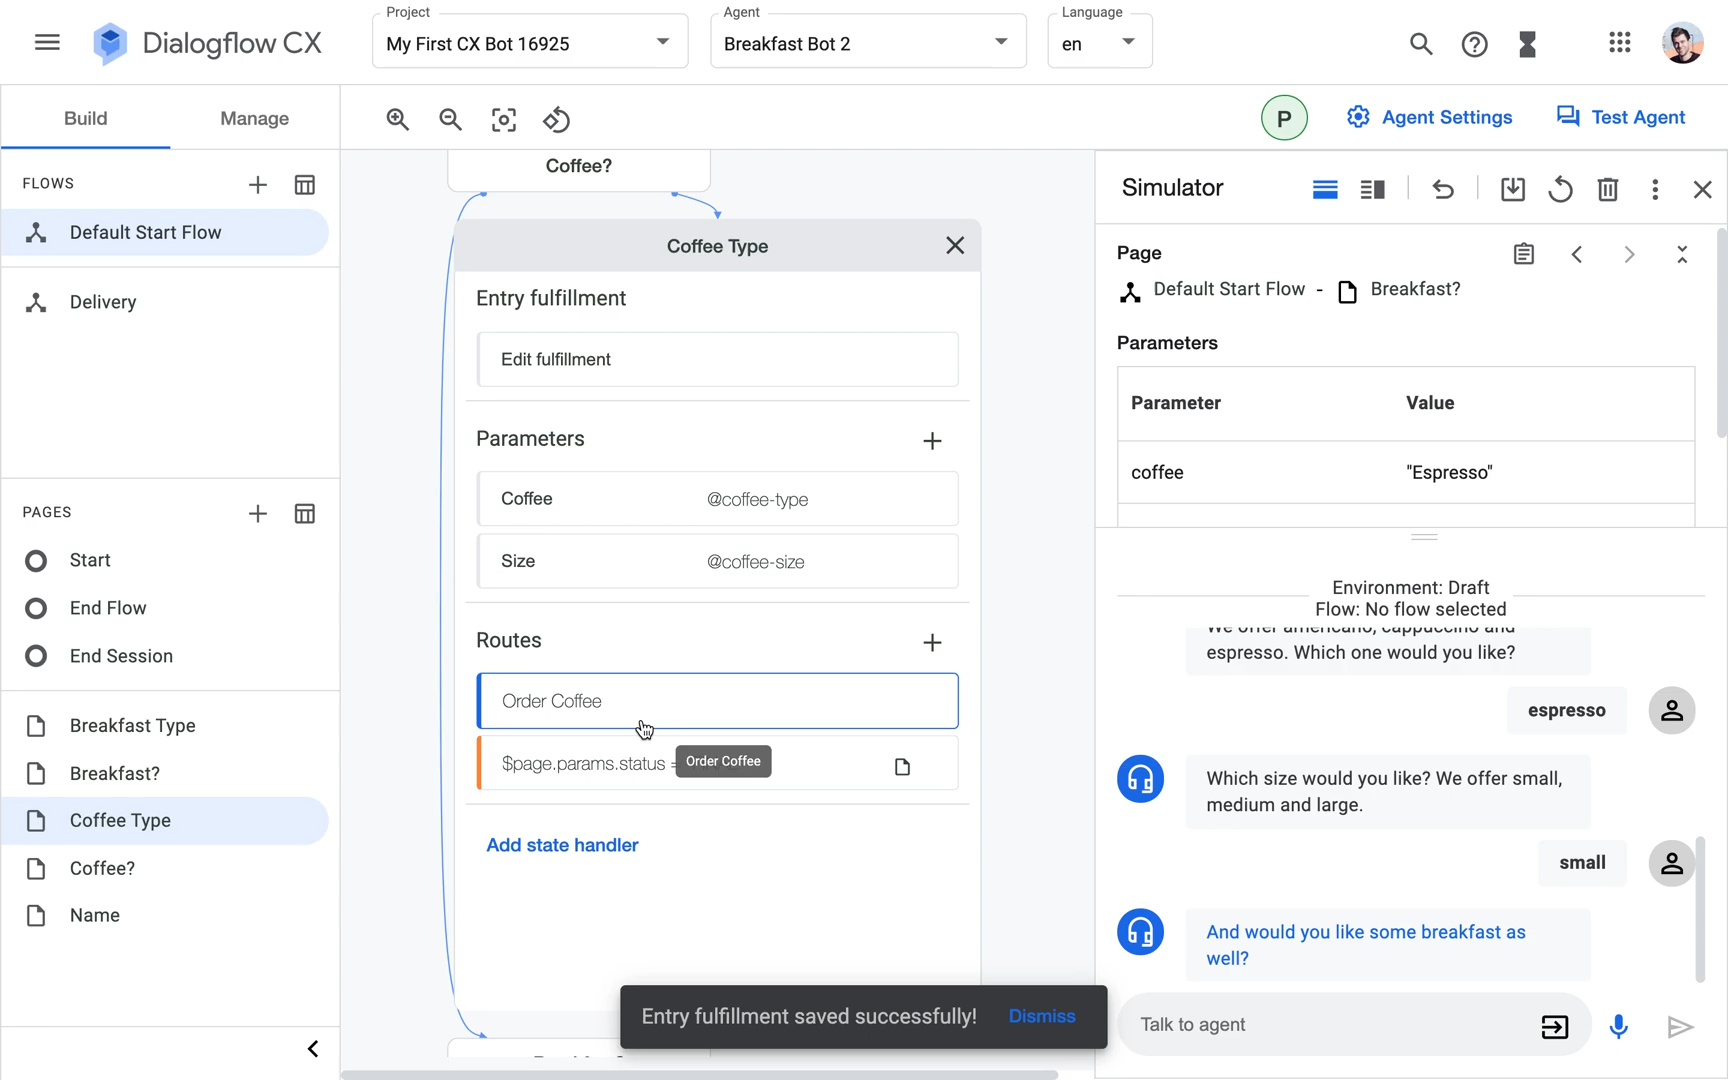 Dialogflow CX
Project
My First CX Bot 16925
Agent
Breakfast Bot 2
Language
en
Build
Manage
P
Agent Settings
Test Agent
FLOWS
Default Start Flow
Delivery
PAGES
Start
End Flow
End Session
Breakfast Type
Breakfast?
Coffee Type
Coffee?
Name
Coffee?
Coffee Type
Entry fulfillment
Edit fulfillment
Parameters
Coffee @coffee-type
Size @coffee-size
Routes
Order Coffee
$page.params.status =
Order Coffee
Add state handler
Entry fulfillment saved successfully! Dismiss
Simulator
Page
Default Start Flow - Breakfast?
Parameters
Parameter Value
coffee "Espresso"
Environment: Draft
Flow: No flow selected
We offer americano, cappuccino and
espresso. Which one would you like?
espresso
Which size would you like? We offer small,
medium and large.
small
And would you like some breakfast as
well?
Talk to agent